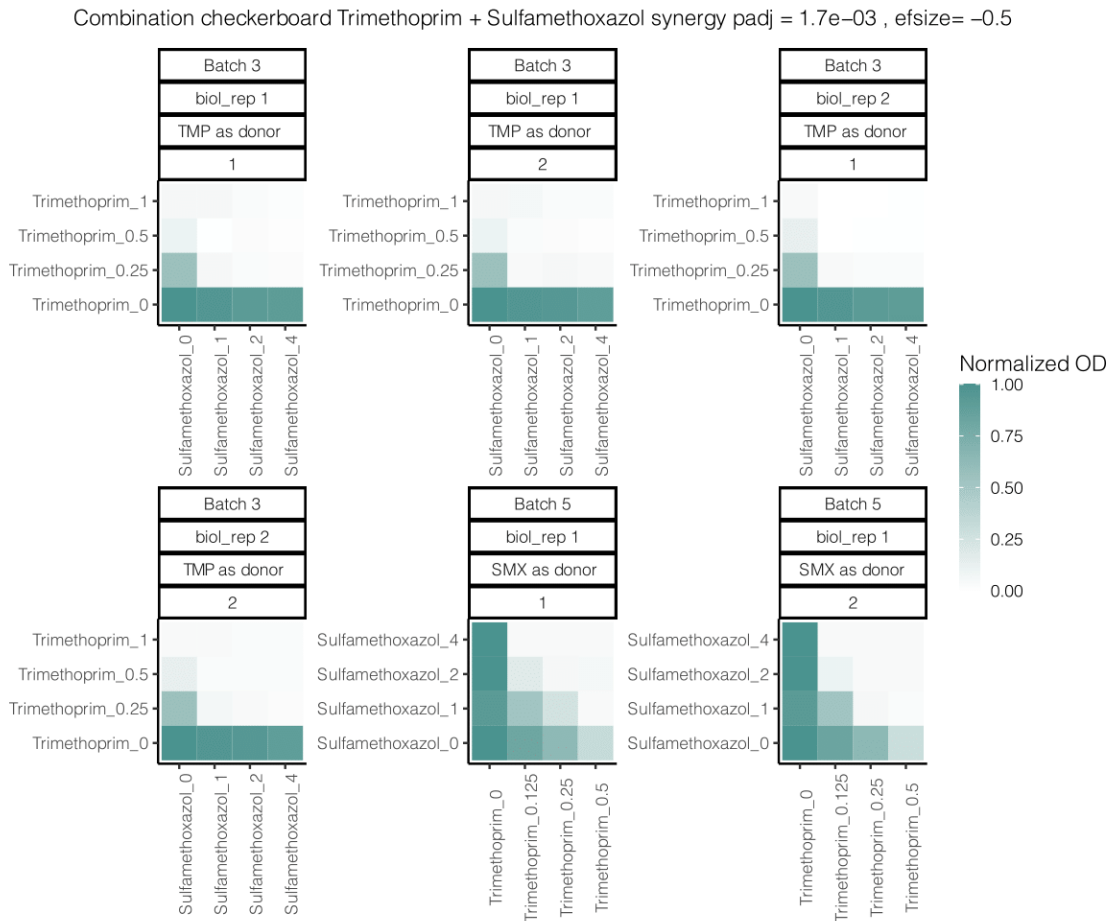 Combination checkerboard Trimethoprim + Sulfamethoxazol synergy padj = 1.7e−03 , efsize= −0.5
Batch 3
biol_rep 1
TMP as donor
1
Trimethoprim_1
Trimethoprim_0.5
Trimethoprim_0.25
Trimethoprim_0
Sulfamethoxazol_0
Sulfamethoxazol_1
Sulfamethoxazol_2
Sulfamethoxazol_4
Batch 3
biol_rep 1
TMP as donor
2
Trimethoprim_1
Trimethoprim_0.5
Trimethoprim_0.25
Trimethoprim_0
Sulfamethoxazol_0
Sulfamethoxazol_1
Sulfamethoxazol_2
Sulfamethoxazol_4
Batch 3
biol_rep 2
TMP as donor
1
Trimethoprim_1
Trimethoprim_0.5
Trimethoprim_0.25
Trimethoprim_0
Sulfamethoxazol_0
Sulfamethoxazol_1
Sulfamethoxazol_2
Sulfamethoxazol_4
Normalized OD
1.00
0.75
0.50
0.25
0.00
Batch 3
biol_rep 2
TMP as donor
2
Trimethoprim_1
Trimethoprim_0.5
Trimethoprim_0.25
Trimethoprim_0
Sulfamethoxazol_0
Sulfamethoxazol_1
Sulfamethoxazol_2
Sulfamethoxazol_4
Batch 5
biol_rep 1
SMX as donor
1
Sulfamethoxazol_4
Sulfamethoxazol_2
Sulfamethoxazol_1
Sulfamethoxazol_0
Trimethoprim_0
Trimethoprim_0.125
Trimethoprim_0.25
Trimethoprim_0.5
Batch 5
biol_rep 1
SMX as donor
2
Sulfamethoxazol_4
Sulfamethoxazol_2
Sulfamethoxazol_1
Sulfamethoxazol_0
Trimethoprim_0
Trimethoprim_0.125
Trimethoprim_0.25
Trimethoprim_0.5